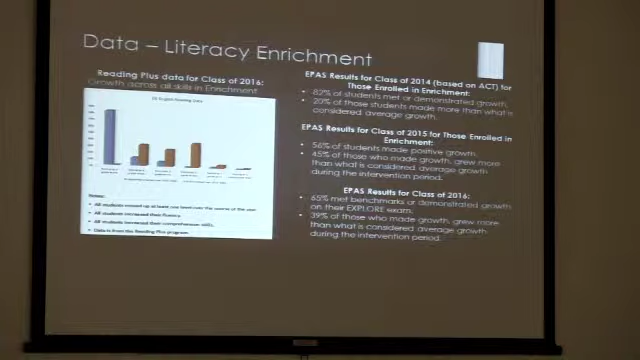 Data – Literacy Enrichment
Reading Plus data for Class of 2016:
Growth across all skills in Enrichment
Notes:
• All students moved up at least one level over the course of the year
• All students increased their fluency
• All students increased their comprehension skills.
• Data is from the Reading Plus program
EPAS Results for Class of 2014 (based on ACT) for
Those Enrolled in Enrichment:
• 82% of students met or demonstrated growth.
• 20% of those students made more than what is
considered average growth.
EPAS Results for Class of 2015 for Those Enrolled in
Enrichment:
• 56% of students made positive growth.
• 45% of those who made growth, grew more
than what is considered average growth
during the intervention period.
EPAS Results for Class of 2016:
• 65% met benchmarks or demonstrated growth
on their EXPLORE exam.
• 39% of those who made growth, grew more
than what is considered average growth
during the intervention period.